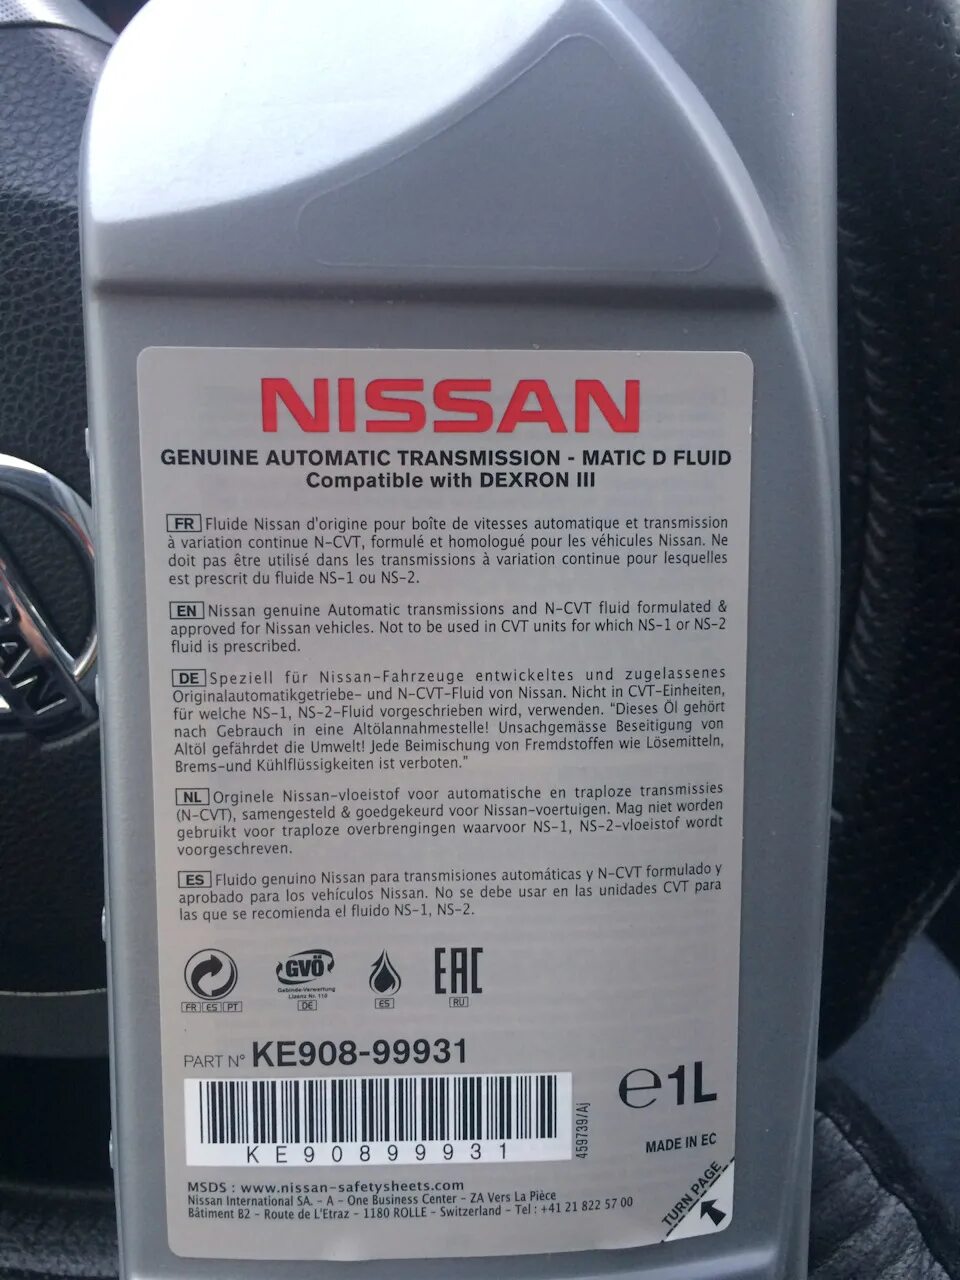 NISSAN
GENUINE AUTOMATIC TRANSMISSION - MATIC D FLUID
Compatible with DEXRON III
FR Fluide Nissan d'origine pour boîte de vitesses automatique et transmission
à variation continue N-CVT, formulé et homologué pour les véhicules Nissan. Ne
doit pas être utilisé dans les transmissions à variation continue pour lesquelles
est prescrit du fluide NS-1 ou NS-2.
EN Nissan genuine Automatic transmissions and N-CVT fluid formulated &
approved for Nissan vehicles. Not to be used in CVT units for which NS-1 or NS-2
fluid is prescribed.
DE Speziell für Nissan-Fahrzeuge entwickeltes und zugelassenes
Originalautomatikgetriebe- und N-CVT-Fluid von Nissan. Nicht in CVT-Einheiten,
für welche NS-1, NS-2-Fluid vorgeschrieben wird, verwenden. "Dieses Öl gehört
nach Gebrauch in eine Altölannahmestelle! Unsachgemässe Beseitigung von
Altöl gefährdet die Umwelt! Jede Beimischung von Fremdstoffen wie Lösemitteln,
Brems-und Kühlflüssigkeiten ist verboten."
NL Orginele Nissan-vloeistof voor automatische en traploze transmissies
(N-CVT), samengesteld & goedgekeurd voor Nissan-voertuigen. Mag niet worden
gebruikt voor traploze overbrengingen waarvoor NS-1, NS-2-vloeistof wordt
voorgeschreven.
ES Fluido genuino Nissan para transmisiones automáticas y N-CVT formulado y
aprobado para los vehículos Nissan. No se debe usar en las unidades CVT para
las que se recomienda el fluido NS-1, NS-2.
GVÖ EAC
Gebinde-Verwertung
Lizenz Nr. 110
FR ES PT DE ES RU
PART N° KE908-99931
KE90899931
459739/Aj
e 1L
MADE IN EC
TURN PAGE
MSDS : www.nissan-safetysheets.com
Nissan International SA. - A - One Business Center - ZA Vers La Pièce
Bâtiment B2 - Route de L'Etraz - 1180 ROLLE - Switzerland - Tel : +41 21 822 57 00